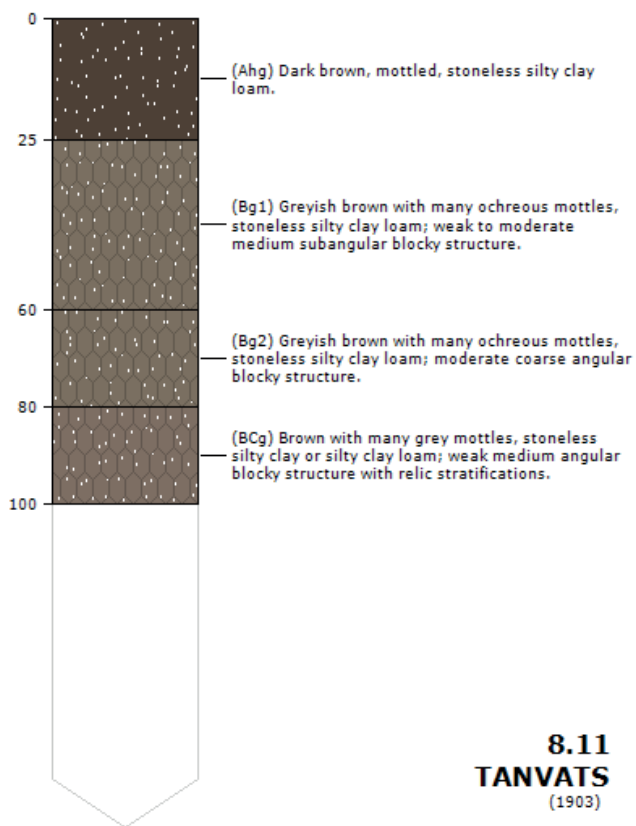 0
(Ahg) Dark brown, mottled, stoneless silty clay
loam.
25
(Bg1) Greyish brown with many ochreous mottles,
stoneless silty clay loam; weak to moderate
medium subangular blocky structure.
60
(Bg2) Greyish brown with many ochreous mottles,
stoneless silty clay loam; moderate coarse angular
blocky structure.
80
(BCg) Brown with many grey mottles, stoneless
silty clay or silty clay loam; weak medium angular
blocky structure with relic stratifications.
100
8.11
TANVATS
(1903)